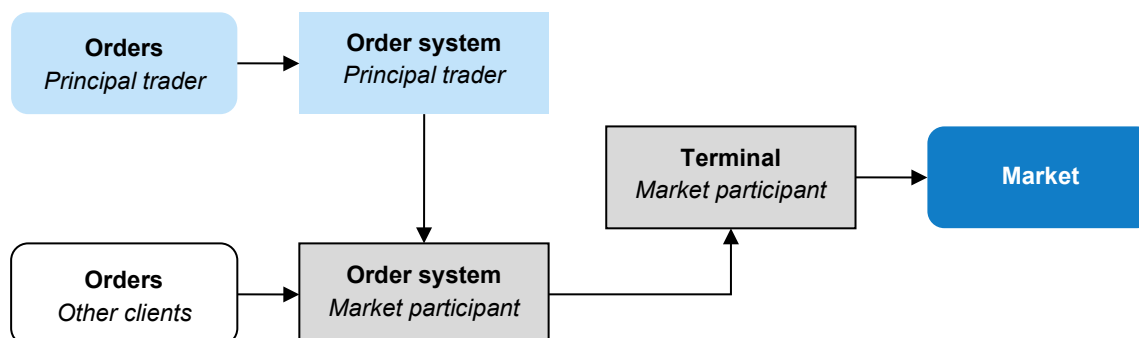 Orders
Principal trader
Order system
Principal trader
Terminal
Market participant
Market
Orders
Other clients
Order system
Market participant